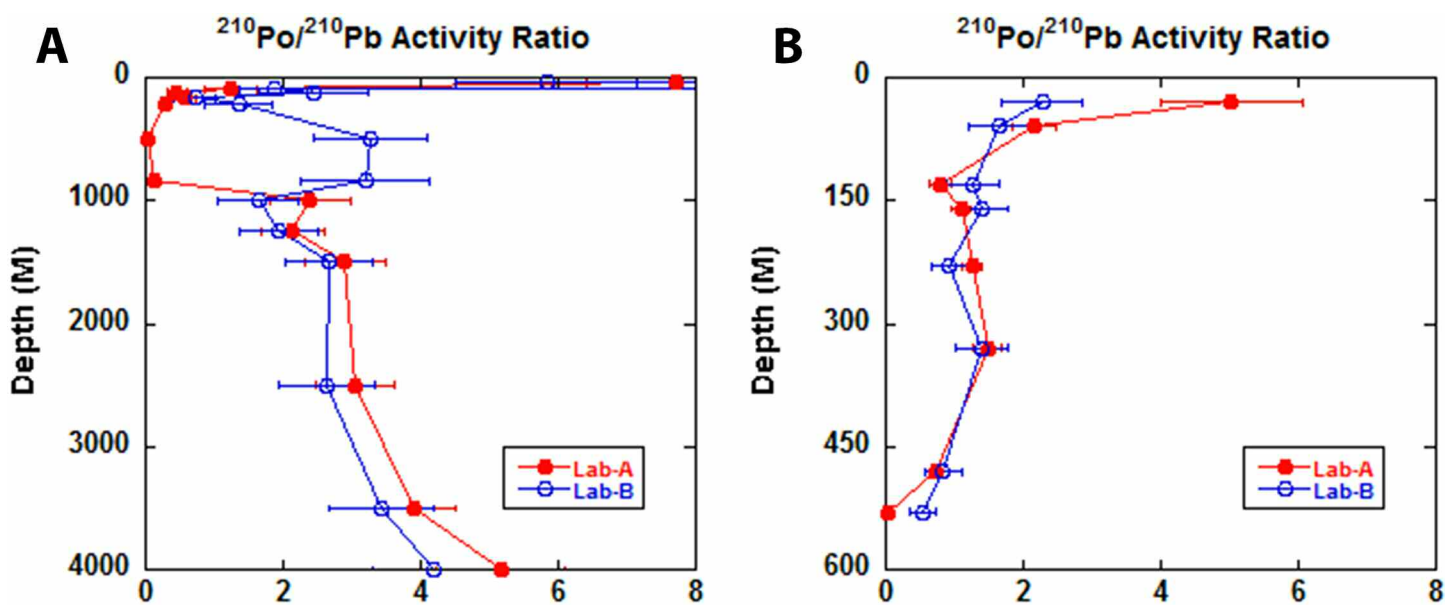 A
²¹⁰Po/²¹⁰Pb Activity Ratio
0
1000
2000
3000
4000
Depth (M)
Lab-A
Lab-B
0 2 4 6 8
B
²¹⁰Po/²¹⁰Pb Activity Ratio
0
150
300
450
600
Depth (M)
Lab-A
Lab-B
0 2 4 6 8